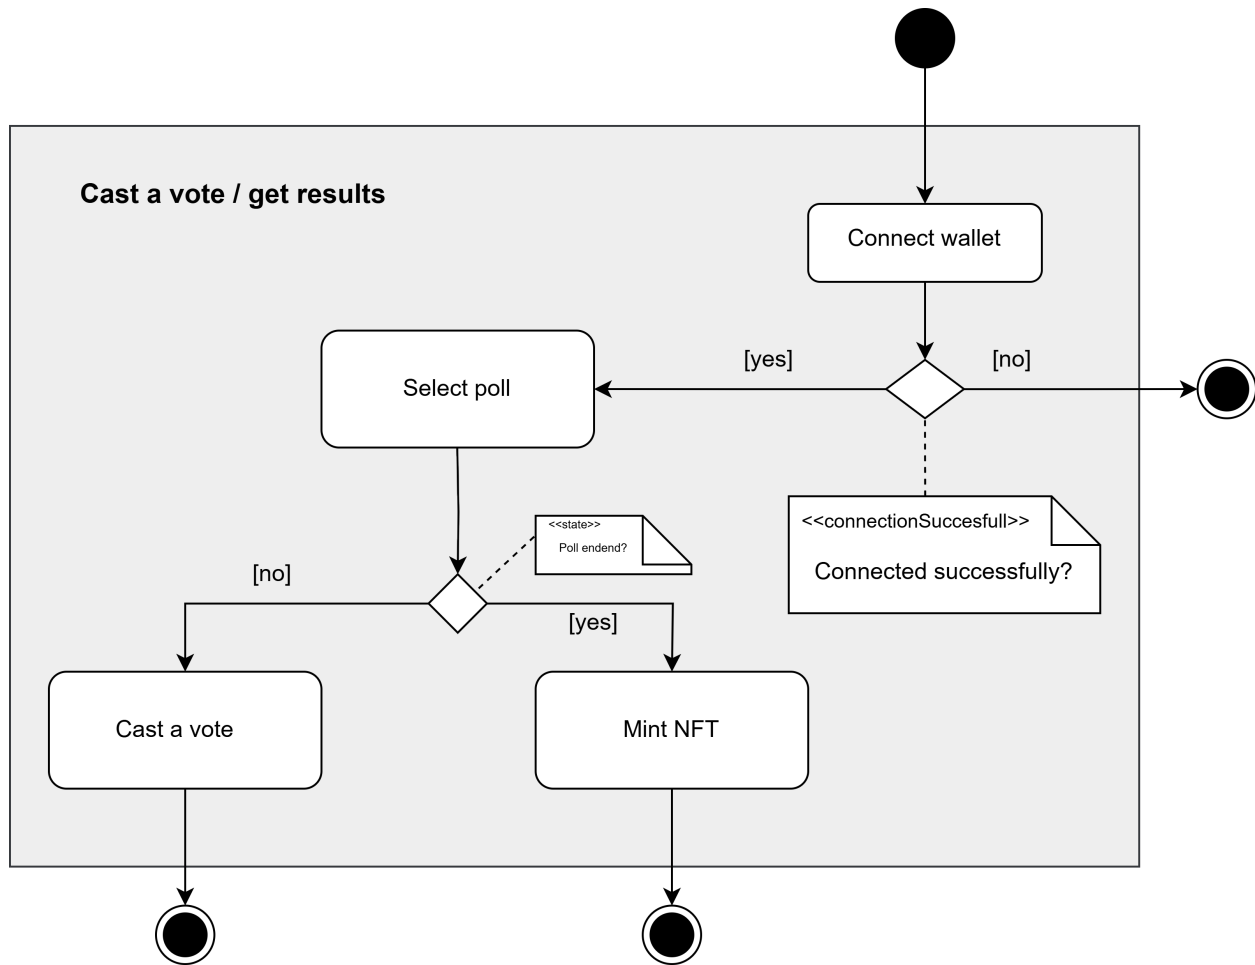 Cast a vote / get results
Connect wallet
[yes]
[no]
Select poll
<<connectionSuccesfull>>
Connected successfully?
<<state>>
Poll endend?
[no]
[yes]
Cast a vote
Mint NFT